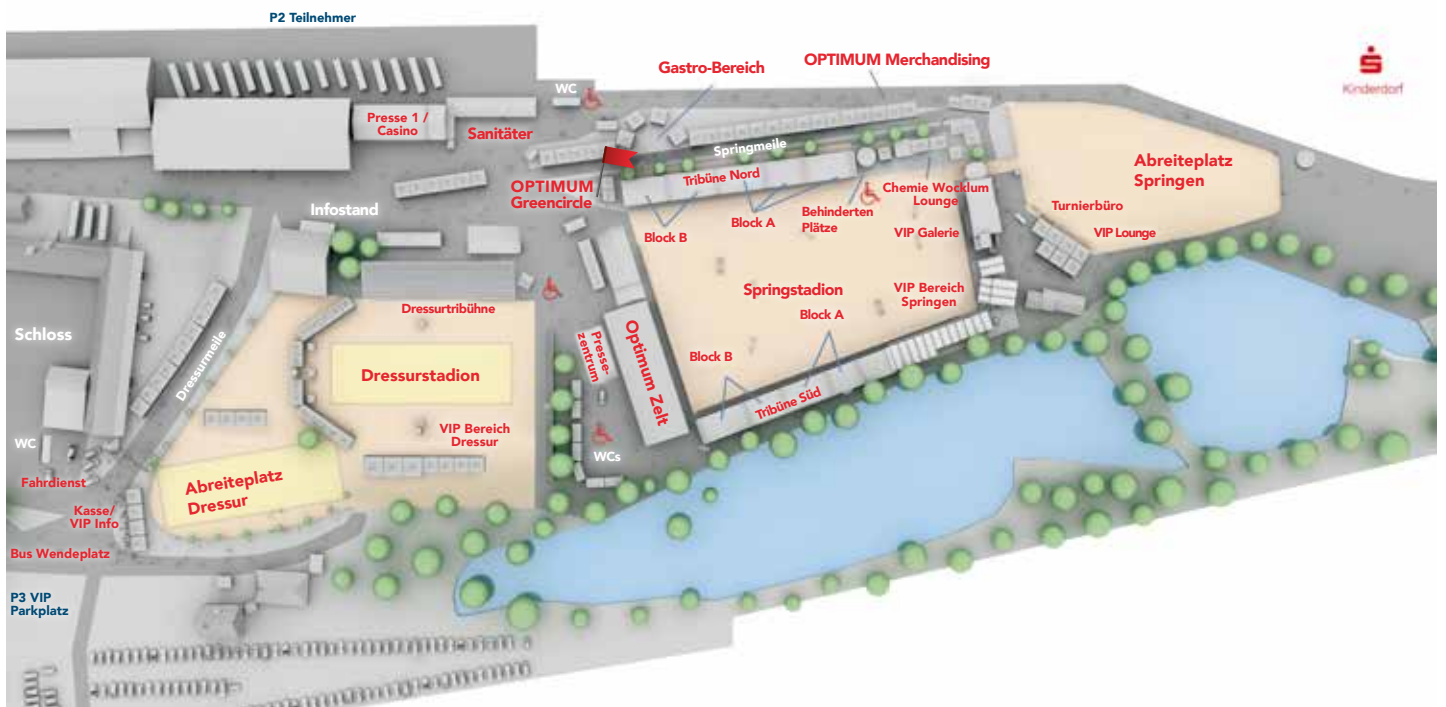 P2 Teilnehmer
OPTIMUM Merchandising
Gastro-Bereich
Kinderdorf
WC
Presse 1 /
Casino
Sanitäter
Springmeile
Abreiteplatz
Springen
Tribüne Nord
OPTIMUM
Greencircle
Chemie Wocklum
Lounge
Infostand
Turnierbüro
Behinderten
Plätze
Block A
Block B
VIP Galerie
VIP Lounge
Springstadion
VIP Bereich
Springen
Dressurtribühne
Block A
Schloss
Presse-
zentrum
Optimum Zelt
Dressurmeile
Block B
Dressurstadion
Tribüne Süd
VIP Bereich
Dressur
WC
WCs
Fahrdienst
Abreiteplatz
Dressur
Kasse/
VIP Info
Bus Wendeplatz
P3 VIP
Parkplatz